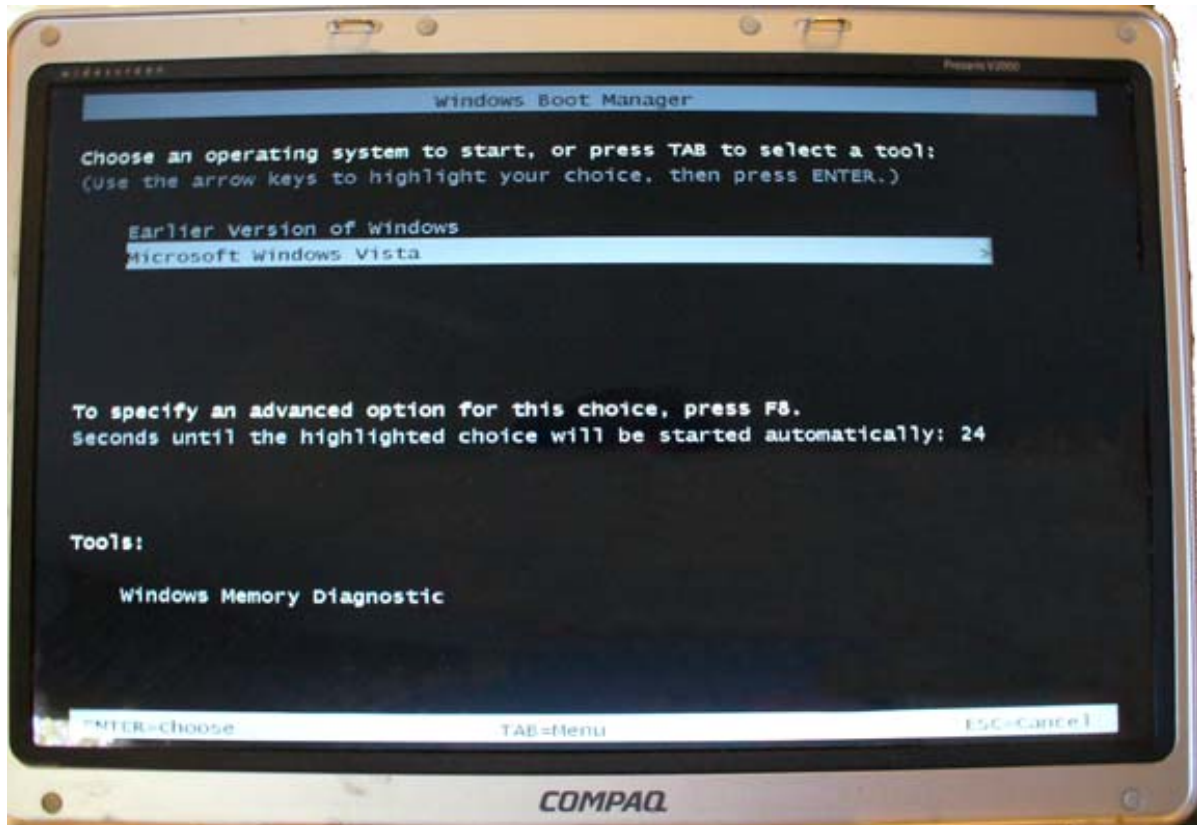 widescreen
Presario V2000
Windows Boot Manager
Choose an operating system to start, or press TAB to select a tool:
(Use the arrow keys to highlight your choice, then press ENTER.)
Earlier Version of Windows
Microsoft Windows Vista >
To specify an advanced option for this choice, press F8.
Seconds until the highlighted choice will be started automatically: 24
Tools:
Windows Memory Diagnostic
ENTER=Choose TAB=Menu ESC=Cancel
COMPAQ